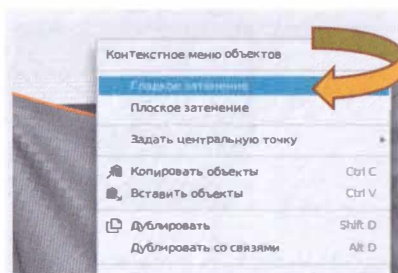 Контекстное меню объектов
Гладкое затенение
Плоское затенение
Задать центральную точку
Копировать объекты Ctrl C
Вставить объекты Ctrl V
Дублировать Shift D
Дублировать со связями Alt D